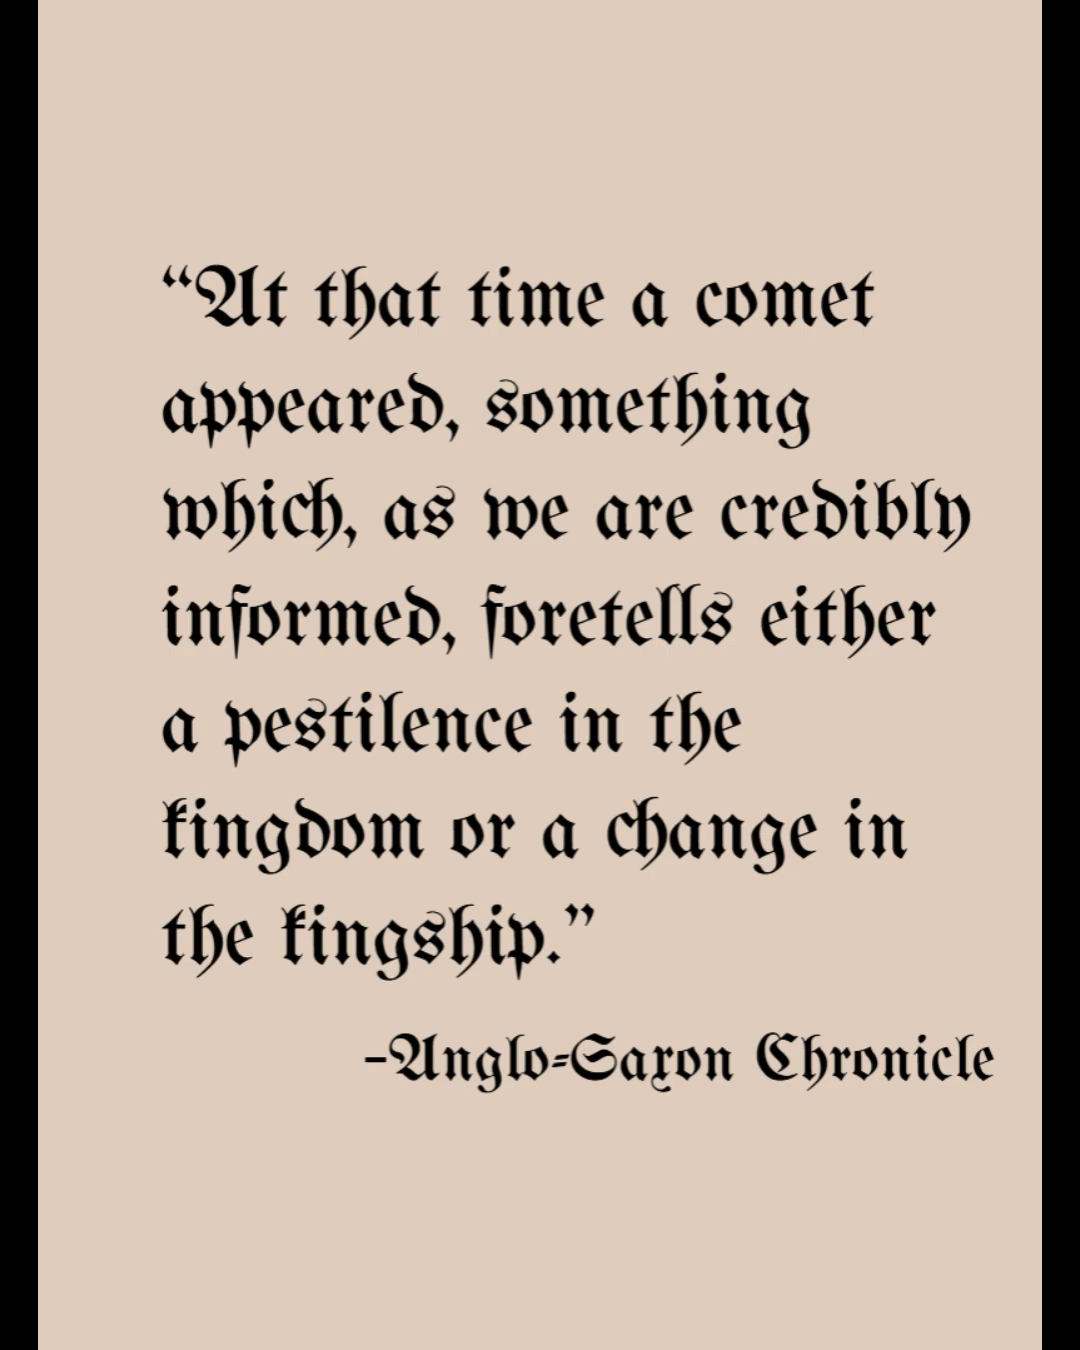 “At that time a comet
appeared, something
which, as we are credibly
informed, foretells either
a pestilence in the
kingdom or a change in
the kingship.”
-Anglo-Saxon Chronicle